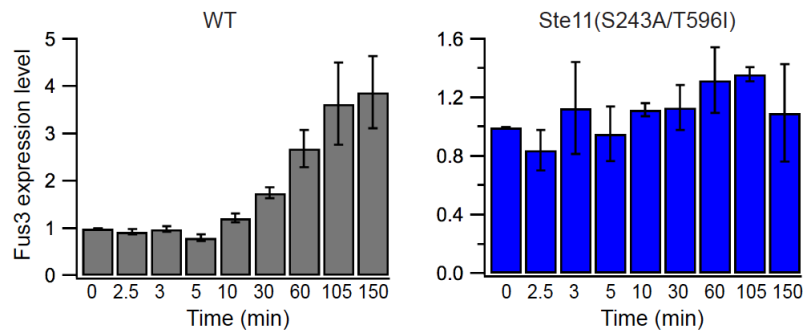 WT
Fus3 expression level
5
4
3
2
1
0
0 2.5 3 5 10 30 60 105 150
Time (min)
Ste11(S243A/T596I)
1.6
1.2
0.8
0.4
0.0
0 2.5 3 5 10 30 60 105 150
Time (min)